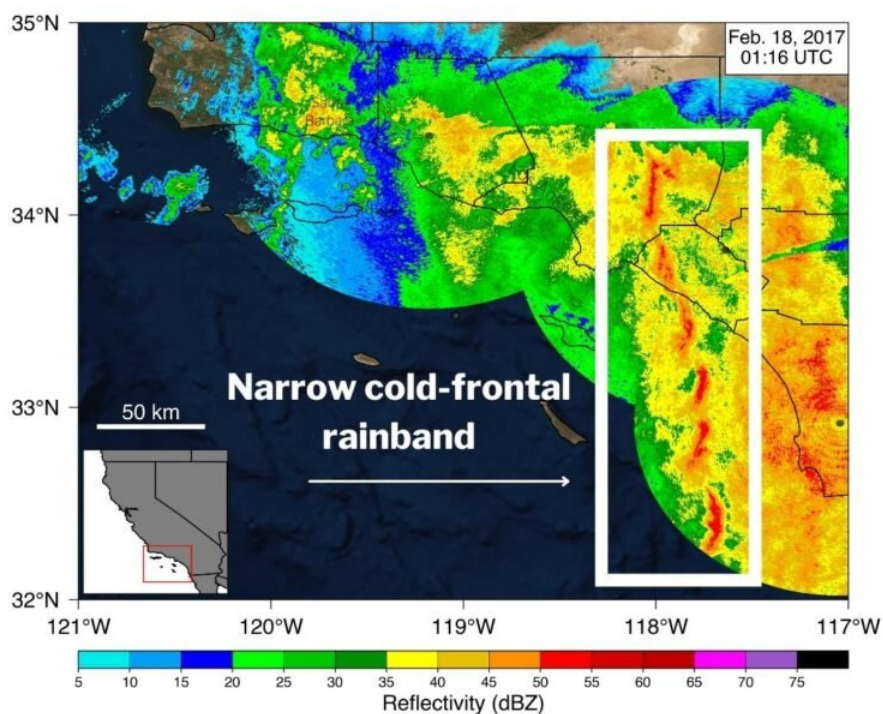 35°N
Feb. 18, 2017
01:16 UTC
34°N
33°N
Narrow cold-frontal
rainband
50 km
32°N
121°W 120°W 119°W 118°W 117°W
5 10 15 20 25 30 35 40 45 50 55 60 65 70 75
Reflectivity (dBZ)